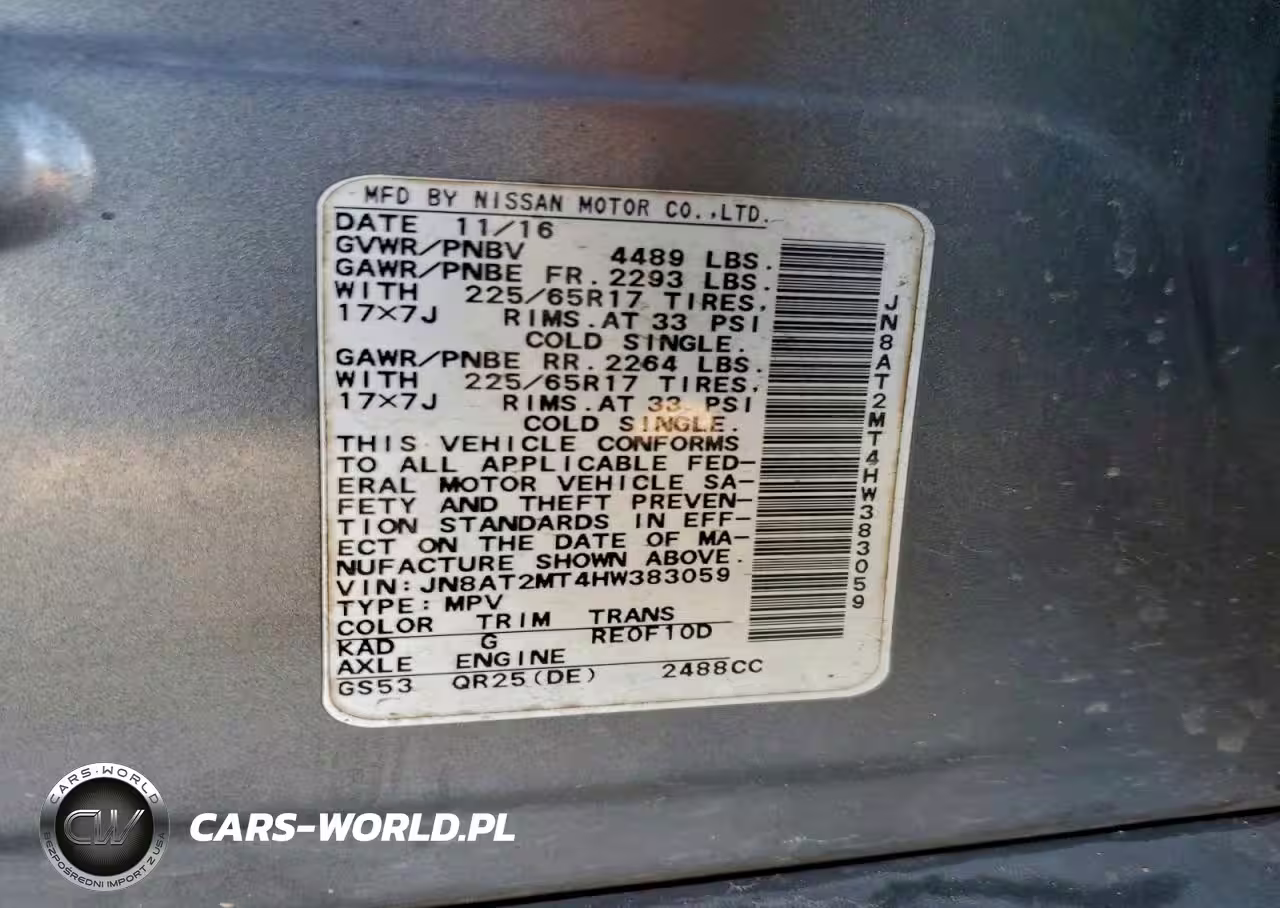 MFD BY NISSAN MOTOR CO.,LTD.
DATE 11/16
GVWR/PNBV 4489 LBS.
GAWR/PNBE FR. 2293 LBS.
WITH 225/65R17 TIRES,
17×7J RIMS.AT 33 PSI
COLD SINGLE.
GAWR/PNBE RR. 2264 LBS.
WITH 225/65R17 TIRES,
17×7J RIMS.AT 33 PSI
COLD SINGLE.
THIS VEHICLE CONFORMS
TO ALL APPLICABLE FED-
ERAL MOTOR VEHICLE SA-
FETY AND THEFT PREVEN-
TION STANDARDS IN EFF-
ECT ON THE DATE OF MA-
NUFACTURE SHOWN ABOVE.
VIN:JN8AT2MT4HW383059
TYPE:MPV
COLOR TRIM TRANS
KAD G RE0F10D
AXLE ENGINE
GS53 QR25(DE) 2488CC
JN8AT2MT4HW383059
CARS-WORLD
CW
BEZPOŚREDNI IMPORT Z USA
CARS-WORLD.PL